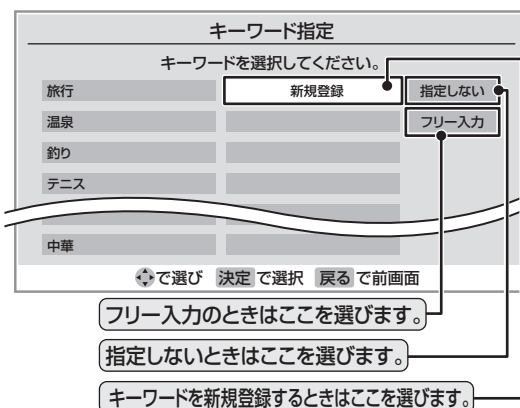 キーワード指定
キーワードを選択してください。
旅行 新規登録 指定しない
温泉 フリー入力
釣り
テニス
中華
で選び 決定 で選択 戻る で前画面
フリー入力のときはここを選びます。
指定しないときはここを選びます。
キーワードを新規登録するときはここを選びます。